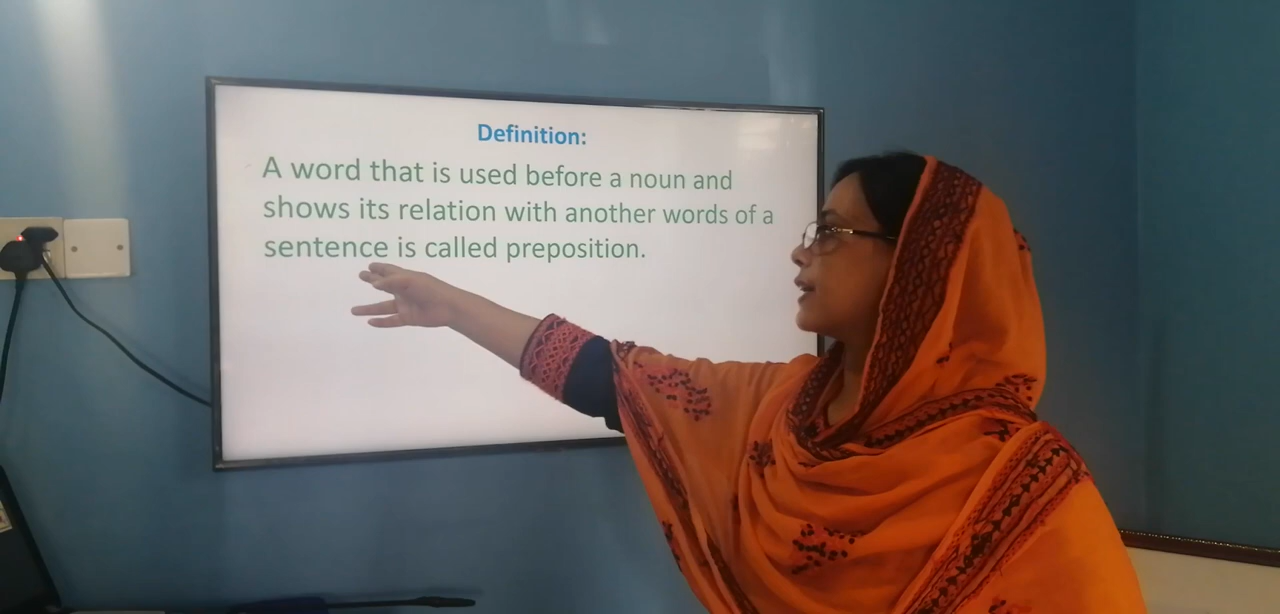 Definition:
A word that is used before a noun and
shows its relation with another words of a
sentence is called preposition.